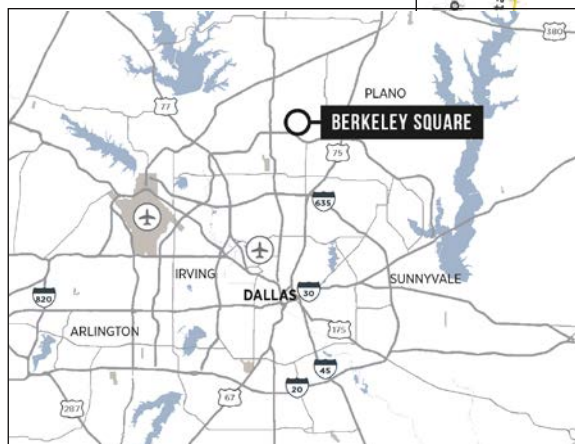 380
77
PLANO
BERKELEY SQUARE
75
635
IRVING
SUNNYVALE
DALLAS
30
820
ARLINGTON
175
45
20
67
287